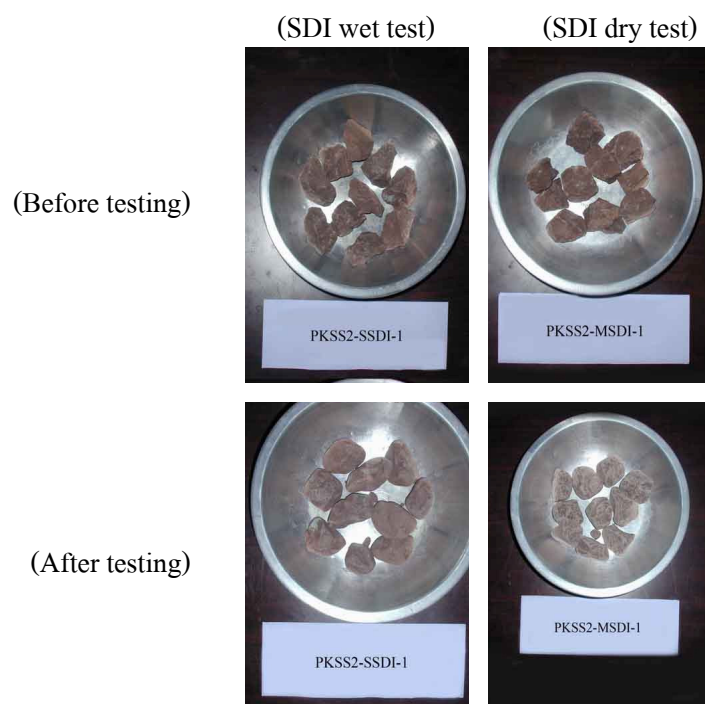 (SDI wet test) (SDI dry test)
(Before testing)
PKSS2-SSDI-1 PKSS2-MSDI-1
(After testing)
PKSS2-MSDI-1
PKSS2-SSDI-1